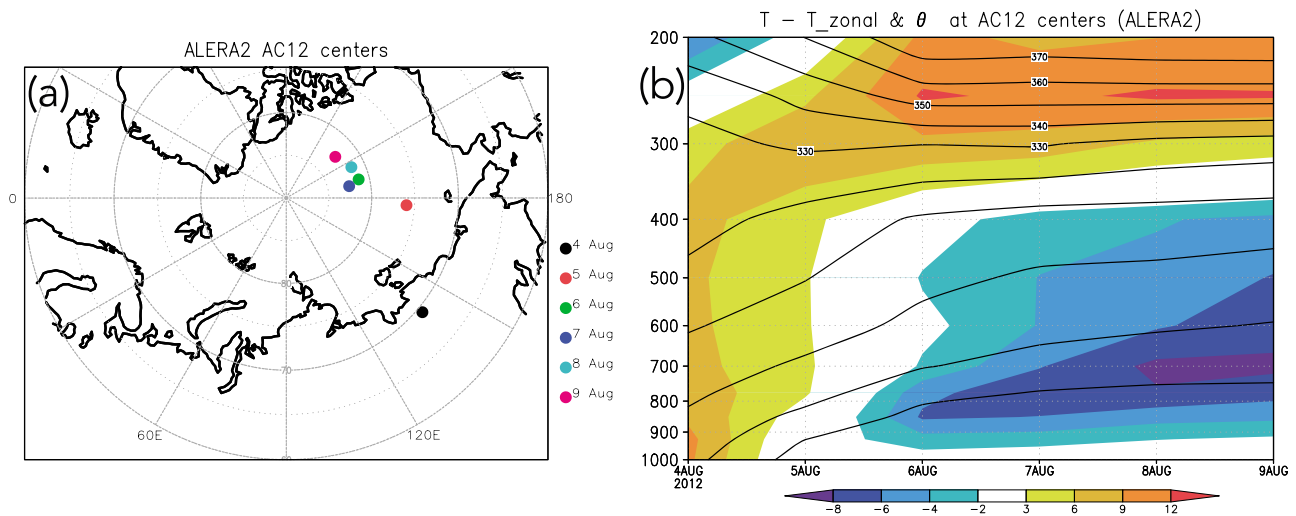 ALERA2 AC12 centers
(a)
0
180
80
70
60
60E
120E
4 Aug
5 Aug
6 Aug
7 Aug
8 Aug
9 Aug
T − T_zonal & θ at AC12 centers (ALERA2)
(b)
200
300
400
500
600
700
800
900
1000
370
360
350
340
330
330
4AUG 5AUG 6AUG 7AUG 8AUG 9AUG
2012
−8 −6 −4 −2 3 6 9 12